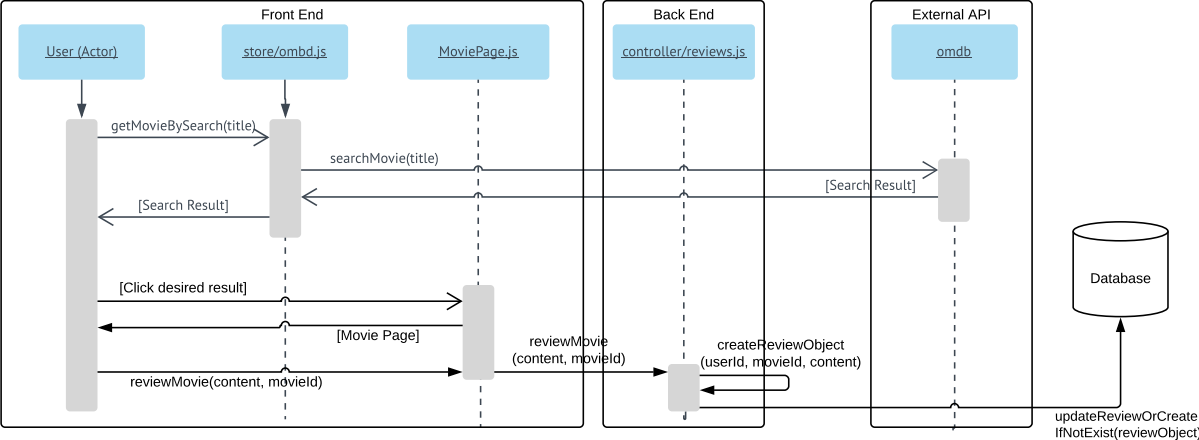 Front End
Back End
External API
User (Actor)
store/ombd.js
MoviePage.js
controller/reviews.js
omdb
getMovieBySearch(title)
searchMovie(title)
[Search Result]
[Search Result]
Database
[Click desired result]
[Movie Page]
reviewMovie
(content, movieId)
createReviewObject
(userId, movieId, content)
reviewMovie(content, movieId)
updateReviewOrCreate
IfNotExist(reviewObject)